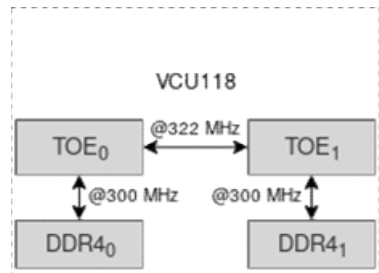 VCU118
@322 MHz
TOE₀ TOE₁
@300 MHz @300 MHz
DDR4₀ DDR4₁